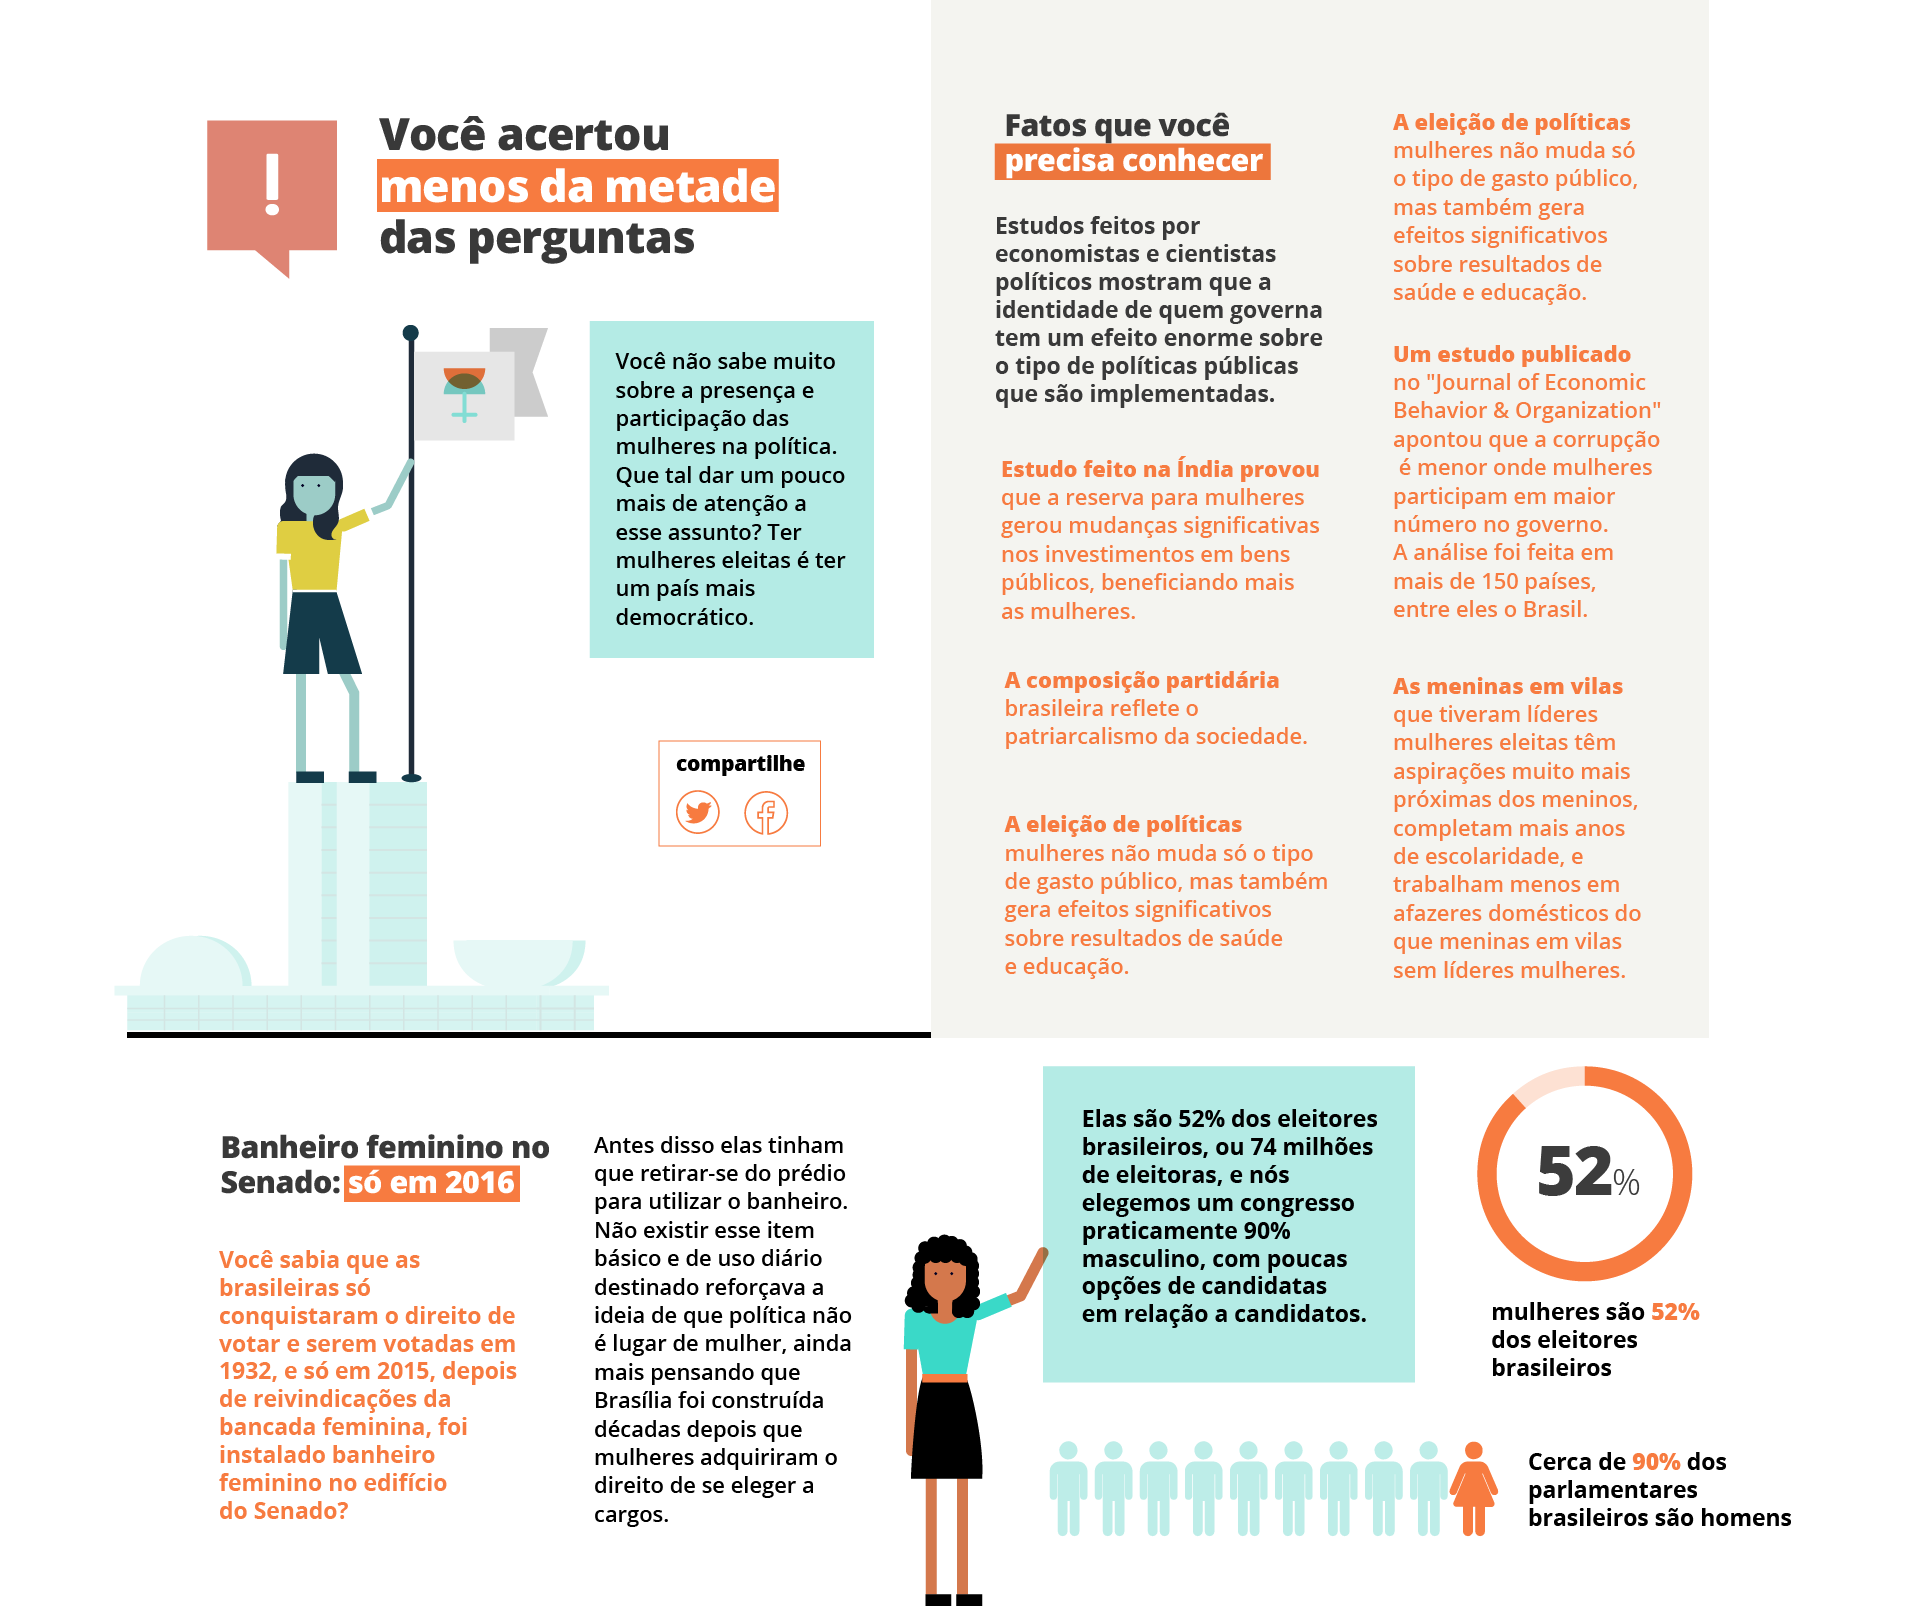 !
Você acertou
menos da metade
das perguntas
Você não sabe muito
sobre a presença e
participação das
mulheres na política.
Que tal dar um pouco
mais de atenção a
esse assunto? Ter
mulheres eleitas é ter
um país mais
democrático.
compartilhe
Fatos que você
precisa conhecer
Estudos feitos por
economistas e cientistas
políticos mostram que a
identidade de quem governa
tem um efeito enorme sobre
o tipo de políticas públicas
que são implementadas.
Estudo feito na Índia provou
que a reserva para mulheres
gerou mudanças significativas
nos investimentos em bens
públicos, beneficiando mais
as mulheres.
A composição partidária
brasileira reflete o
patriarcalismo da sociedade.
A eleição de políticas
mulheres não muda só o tipo
de gasto público, mas também
gera efeitos significativos
sobre resultados de saúde
e educação.
A eleição de políticas
mulheres não muda só
o tipo de gasto público,
mas também gera
efeitos significativos
sobre resultados de
saúde e educação.
Um estudo publicado
no "Journal of Economic
Behavior & Organization"
apontou que a corrupção
é menor onde mulheres
participam em maior
número no governo.
A análise foi feita em
mais de 150 países,
entre eles o Brasil.
As meninas em vilas
que tiveram líderes
mulheres eleitas têm
aspirações muito mais
próximas dos meninos,
completam mais anos
de escolaridade, e
trabalham menos em
afazeres domésticos do
que meninas em vilas
sem líderes mulheres.
Banheiro feminino no
Senado: só em 2016
Você sabia que as
brasileiras só
conquistaram o direito de
votar e serem votadas em
1932, e só em 2015, depois
de reivindicações da
bancada feminina, foi
instalado banheiro
feminino no edifício
do Senado?
Antes disso elas tinham
que retirar-se do prédio
para utilizar o banheiro.
Não existir esse item
básico e de uso diário
destinado reforçava a
ideia de que política não
é lugar de mulher, ainda
mais pensando que
Brasília foi construída
décadas depois que
mulheres adquiriram o
direito de se eleger a
cargos.
Elas são 52% dos eleitores
brasileiros, ou 74 milhões
de eleitoras, e nós
elegemos um congresso
praticamente 90%
masculino, com poucas
opções de candidatas
em relação a candidatos.
52%
mulheres são 52%
dos eleitores
brasileiros
Cerca de 90% dos
parlamentares
brasileiros são homens